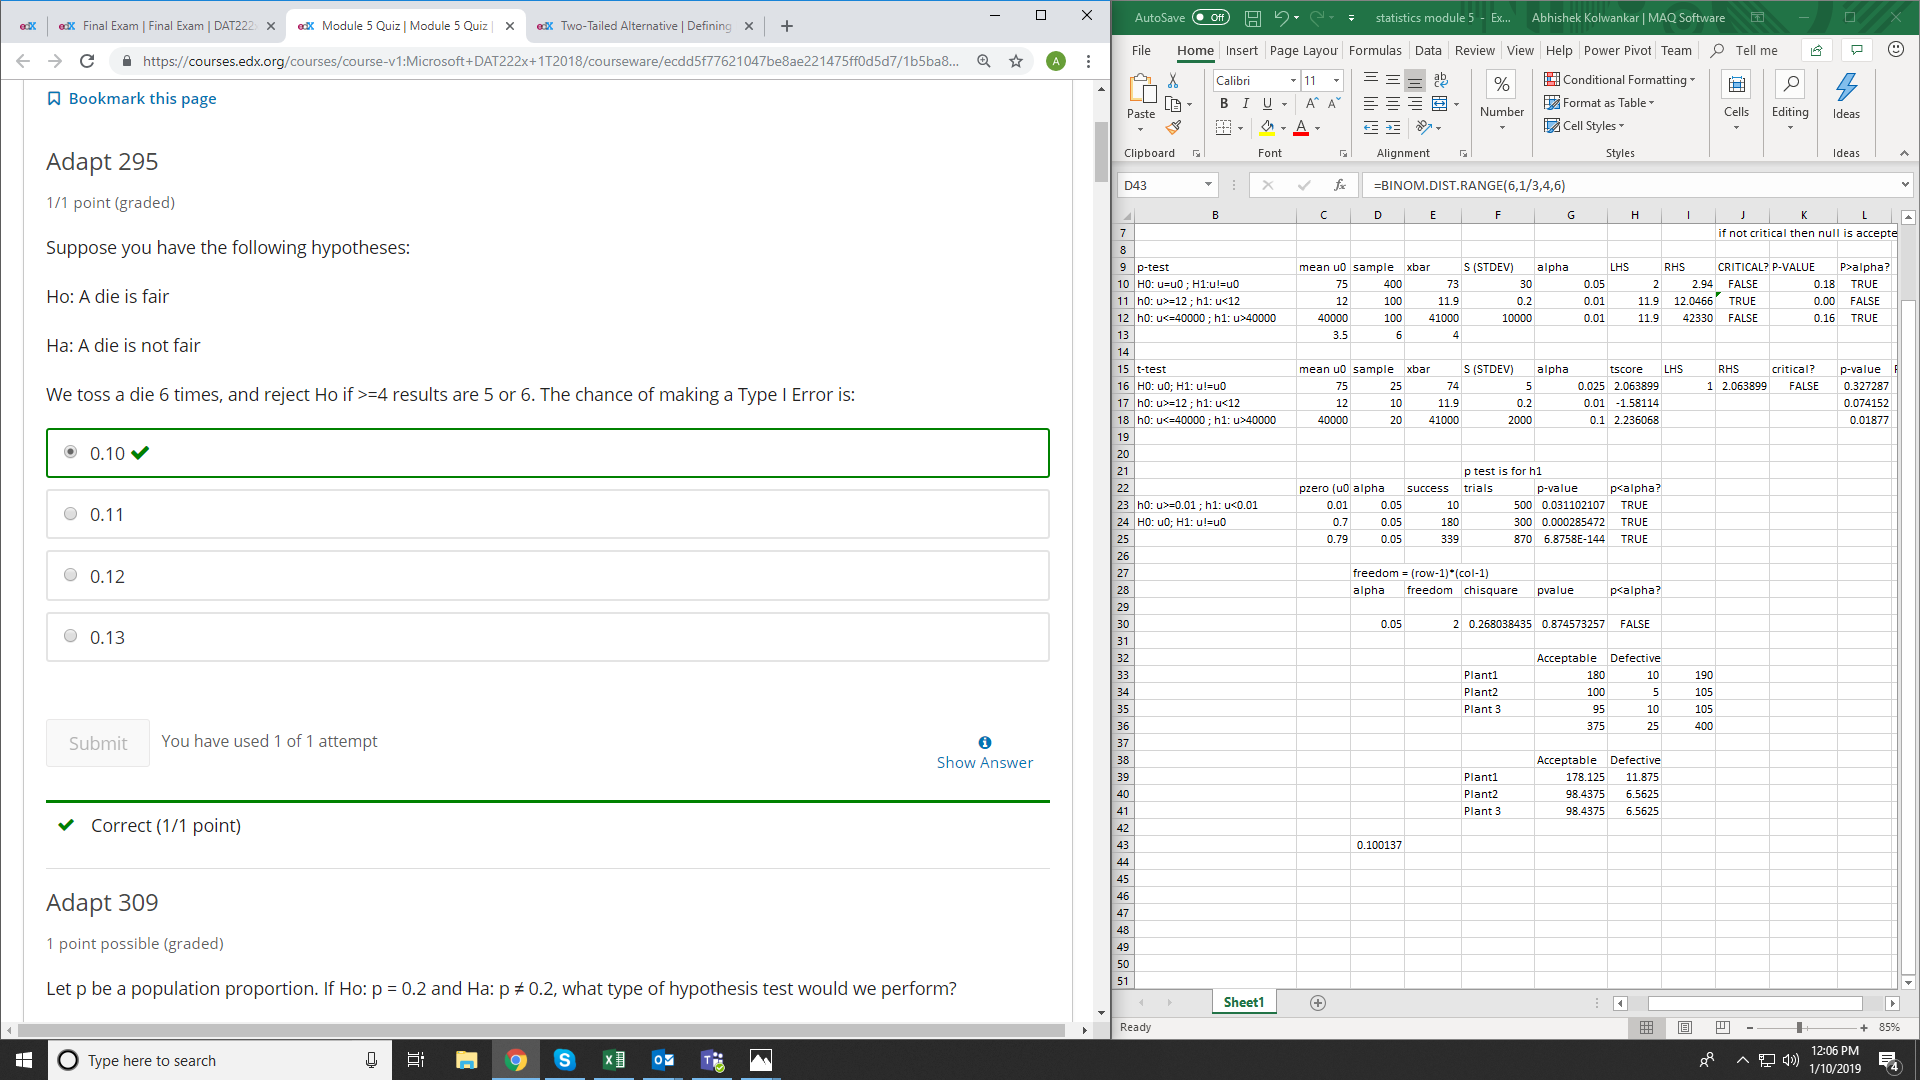 Final Exam | Final Exam | DAT222
Module 5 Quiz | Module 5 Quiz |
Two-Tailed Alternative | Defining
https://courses.edx.org/courses/course-v1:Microsoft+DAT222x+1T2018/courseware/ecdd5f77621047be8ae221475ff0d5d7/1b5ba8...
A
Bookmark this page
Adapt 295
1/1 point (graded)
Suppose you have the following hypotheses:
Ho: A die is fair
Ha: A die is not fair
We toss a die 6 times, and reject Ho if >=4 results are 5 or 6. The chance of making a Type I Error is:
0.10
0.11
0.12
0.13
Submit
You have used 1 of 1 attempt
Show Answer
Correct (1/1 point)
Adapt 309
1 point possible (graded)
Let p be a population proportion. If Ho: p = 0.2 and Ha: p ≠ 0.2, what type of hypothesis test would we perform?
AutoSave Off statistics module 5 - Ex... Abhishek Kolwankar | MAQ Software
File Home Insert Page Layou Formulas Data Review View Help Power Pivot Team Tell me
Paste
Calibri 11
B I U
Number
Conditional Formatting
Format as Table
Cell Styles
Cells
Editing
Ideas
Clipboard Font Alignment Styles Ideas
D43 fx =BINOM.DIST.RANGE(6,1/3,4,6)
B C D E F G H I J K L
7 if not critical then null is accepte
8
9 p-test mean u0 sample xbar S (STDEV) alpha LHS RHS CRITICAL? P-VALUE P>alpha?
10 H0: u=u0 ; H1:u!=u0 75 400 73 30 0.05 2 2.94 FALSE 0.18 TRUE
11 h0: u>=12 ; h1: u<12 12 100 11.9 0.2 0.01 11.9 12.0466 TRUE 0.00 FALSE
12 h0: u<=40000 ; h1: u>40000 40000 100 41000 10000 0.01 11.9 42330 FALSE 0.16 TRUE
13 3.5 6 4
14
15 t-test mean u0 sample xbar S (STDEV) alpha tscore LHS RHS critical? p-value
16 H0: u0; H1: u!=u0 75 25 74 5 0.025 2.063899 1 2.063899 FALSE 0.327287
17 h0: u>=12 ; h1: u<12 12 10 11.9 0.2 0.01 -1.58114 0.074152
18 h0: u<=40000 ; h1: u>40000 40000 20 41000 2000 0.1 2.236068 0.01877
19
20
21 p test is for h1
22 pzero (u0 alpha success trials p-value p<alpha?
23 h0: u>=0.01 ; h1: u<0.01 0.01 0.05 10 500 0.031102107 TRUE
24 H0: u0; H1: u!=u0 0.7 0.05 180 300 0.000285472 TRUE
25 0.79 0.05 339 870 6.8758E-144 TRUE
26
27 freedom = (row-1)*(col-1)
28 alpha freedom chisquare pvalue p<alpha?
29
30 0.05 2 0.268038435 0.874573257 FALSE
31
32 Acceptable Defective
33 Plant1 180 10 190
34 Plant2 100 5 105
35 Plant 3 95 10 105
36 375 25 400
37
38 Acceptable Defective
39 Plant1 178.125 11.875
40 Plant2 98.4375 6.5625
41 Plant 3 98.4375 6.5625
42
43 0.100137
44
45
46
47
48
49
50
51
Sheet1
Ready 85%
Type here to search
12:06 PM
1/10/2019
4